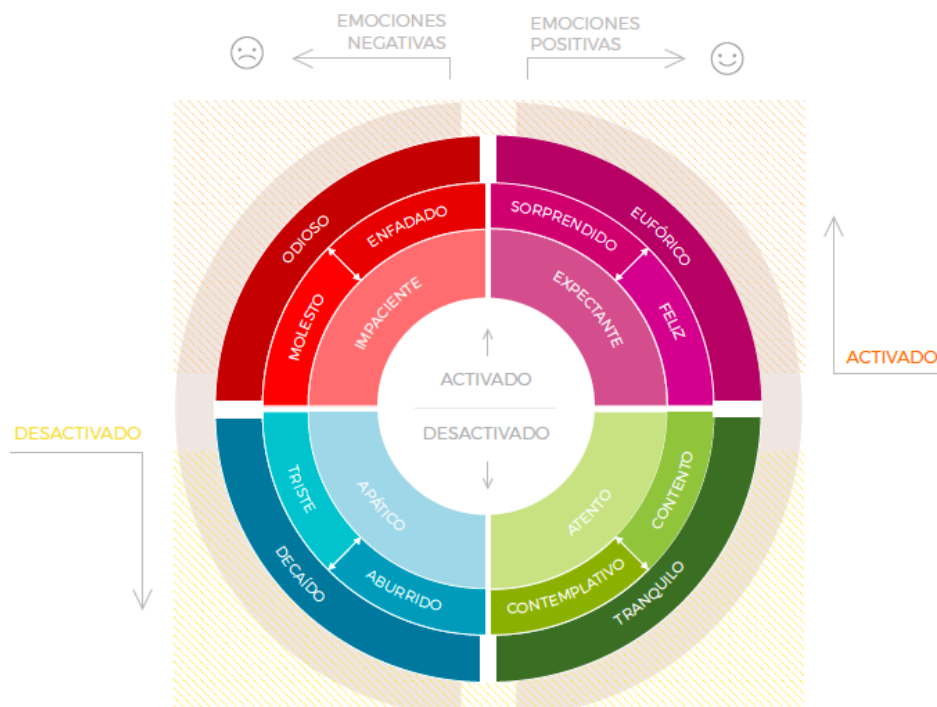 EMOCIONES
NEGATIVAS
EMOCIONES
POSITIVAS
ODIOSO
ENFADADO
MOLESTO
IMPACIENTE
SORPRENDIDO
EUFÓRICO
EXPECTANTE
FELIZ
ACTIVADO
ACTIVADO
DESACTIVADO
DESACTIVADO
TRISTE
APÁTICO
DECAÍDO
ABURRIDO
ATENTO
CONTENTO
CONTEMPLATIVO
TRANQUILO